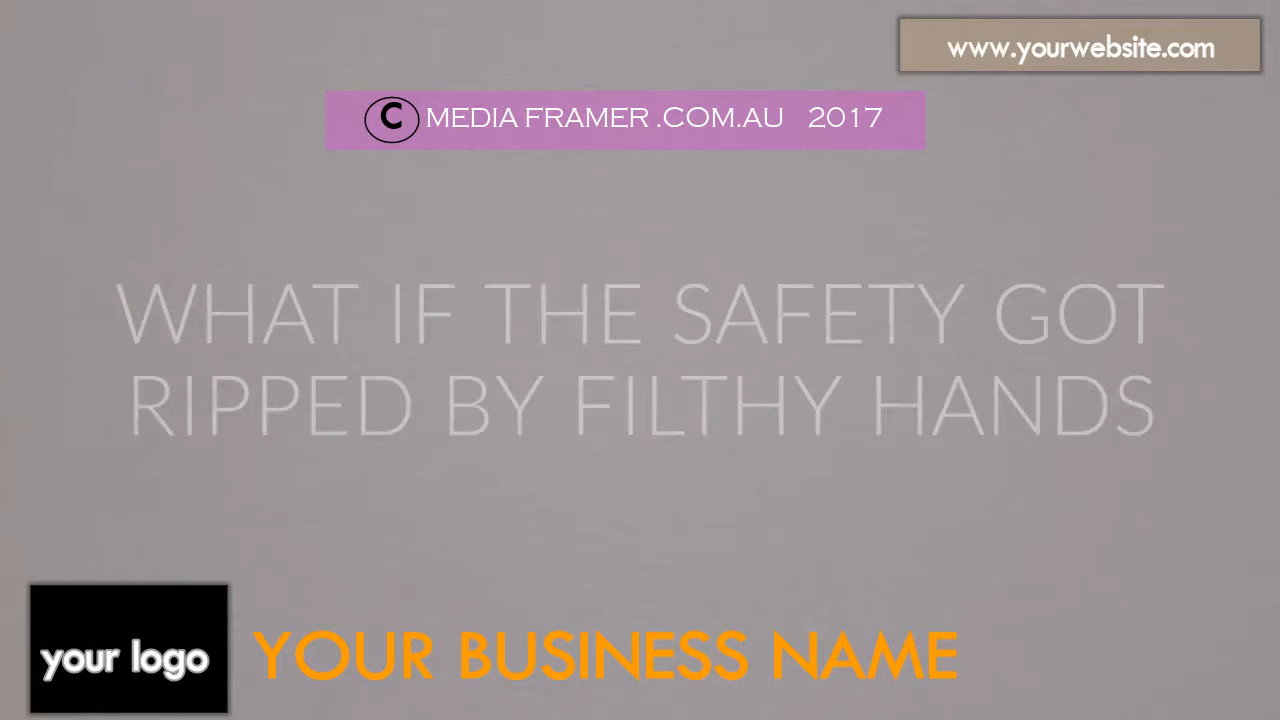 www.yourwebsite.com
C MEDIA FRAMER .COM.AU 2017
WHAT IF THE SAFETY GOT
RIPPED BY FILTHY HANDS
your logo
YOUR BUSINESS NAME